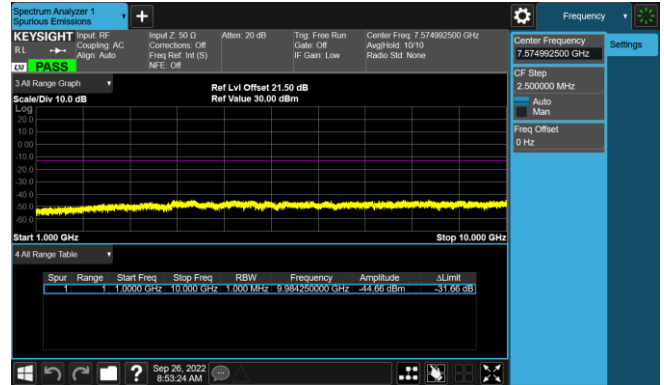 Spectrum Analyzer 1
Spurious Emissions
Frequency
KEYSIGHT
Input: RF
Coupling: AC
Align: Auto
Input Z: 50 Ω
Corrections: Off
Freq Ref: Int (S)
NFE: Off
Atten: 20 dB
Trig: Free Run
Gate: Off
IF Gain: Low
Center Freq: 7.574992500 GHz
Avg|Hold: 10/10
Radio Std: None
RL
LXI
PASS
Center Frequency
7.574992500 GHz
Settings
CF Step
2.500000 MHz
Auto
Man
Freq Offset
0 Hz
3 All Range Graph
Scale/Div 10.0 dB
Ref Lvl Offset 21.50 dB
Ref Value 30.00 dBm
Log
20.0
10.0
0.00
-10.0
-20.0
-30.0
-40.0
-50.0
-60.0
Start 1.000 GHz
Stop 10.000 GHz
4 All Range Table
Spur Range Start Freq Stop Freq RBW Frequency Amplitude ΔLimit
1 1 1.0000 GHz 10.000 GHz 1.000 MHz 9.984250000 GHz -44.66 dBm -31.66 dB
Sep 26, 2022
8:53:24 AM